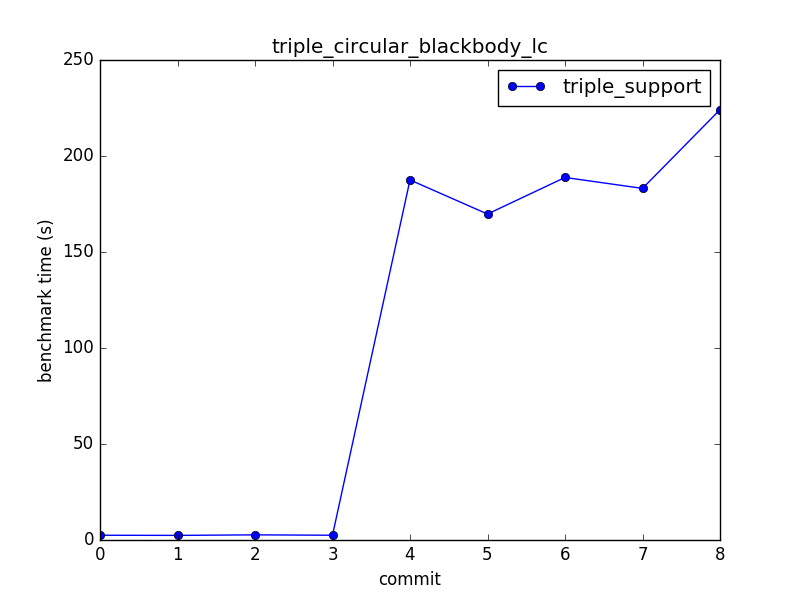 triple_circular_blackbody_lc
triple_support
250
200
150
100
50
0
benchmark time (s)
0 1 2 3 4 5 6 7 8
commit